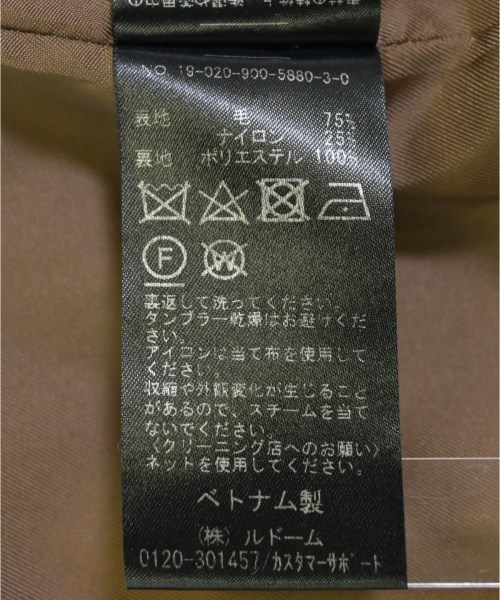 NO. 19-020-900-5880-3-0
表地 毛 75%
ナイロン 25%
裏地 ポリエステル 100%
F W
裏返して洗ってください。
タンブラー乾燥はお避けくだ
さい。
アイロンは当て布を使用して
ください。
収縮や外観変化が生じること
があるので、スチームを当て
ないでください。
〈クリーニング店へのお願い〉
ネットを使用してください。
ベトナム製
(株) ルドーム
0120-301457/カスタマーサポート